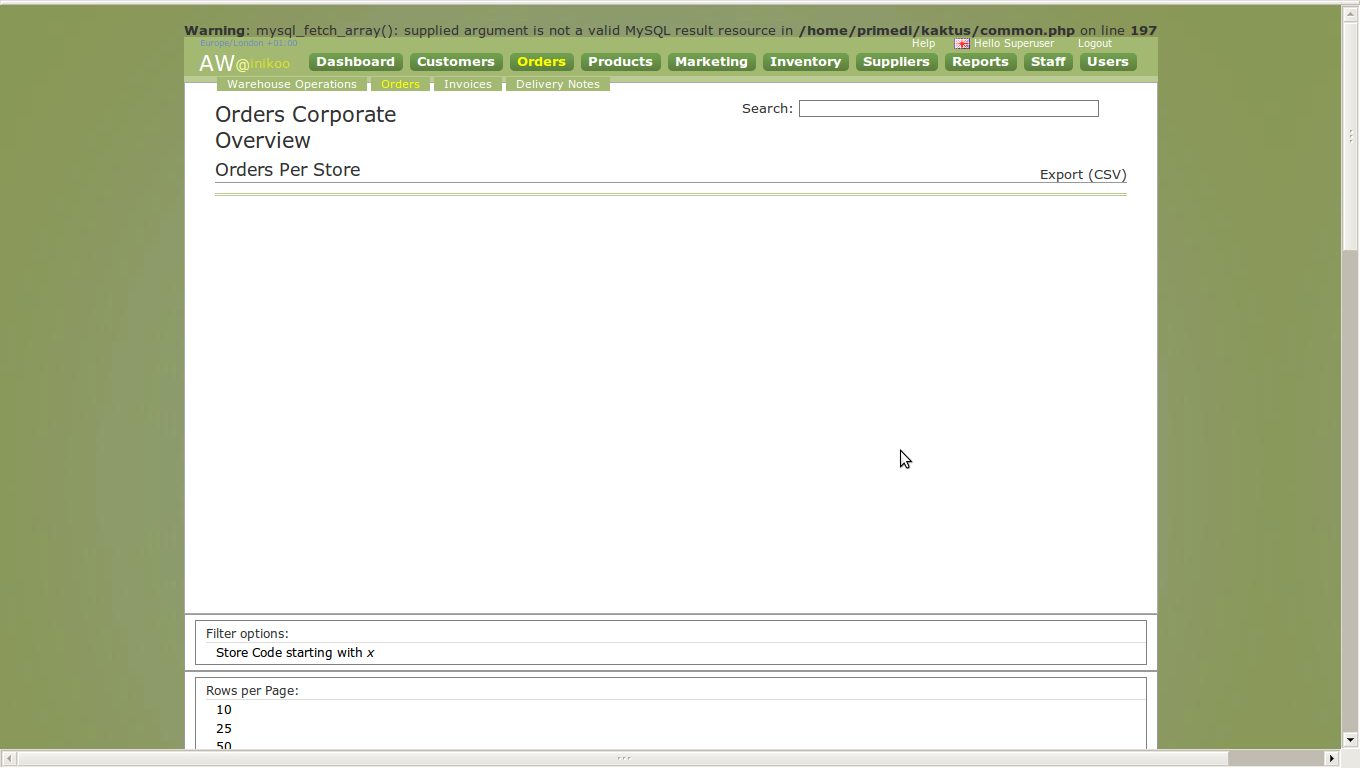 Warning: mysql_fetch_array(): supplied argument is not a valid MySQL result resource in /home/primedi/kaktus/common.php on line 197
Europe/London +01:00
Help Hello Superuser Logout
AW@inikoo Dashboard Customers Orders Products Marketing Inventory Suppliers Reports Staff Users
Warehouse Operations Orders Invoices Delivery Notes
Orders Corporate
Overview
Search:
Orders Per Store
Export (CSV)
Filter options:
Store Code starting with x
Rows per Page:
10
25
50